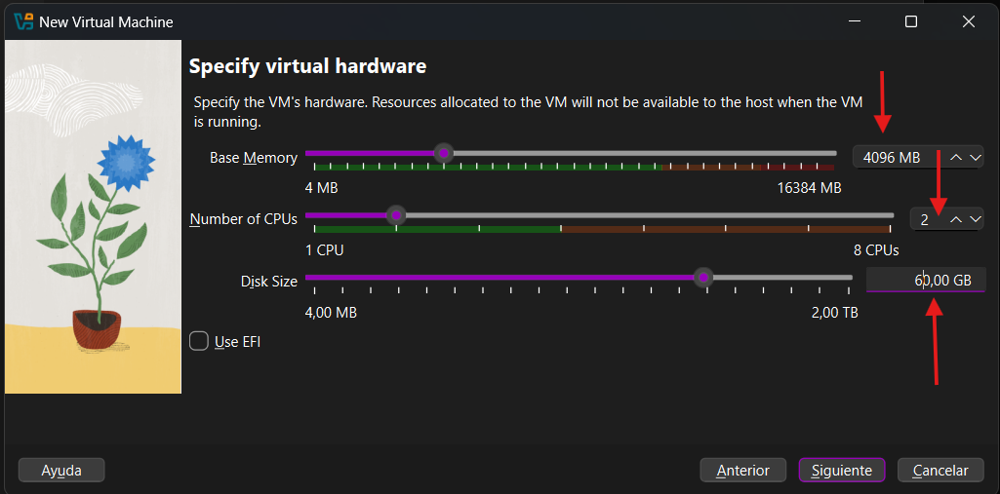 New Virtual Machine
Specify virtual hardware
Specify the VM's hardware. Resources allocated to the VM will not be available to the host when the VM
is running.
Base Memory
4096 MB
4 MB
16384 MB
Number of CPUs
2
1 CPU
8 CPUs
Disk Size
60,00 GB
4,00 MB
2,00 TB
Use EFI
Ayuda
Anterior
Siguiente
Cancelar